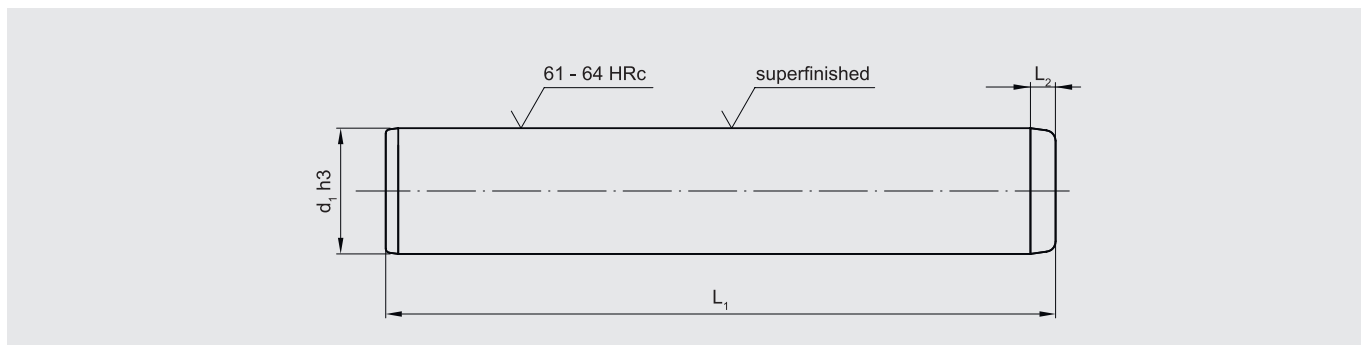 61 - 64 HRc
superfinished
L₂
d₁ h3
L₁